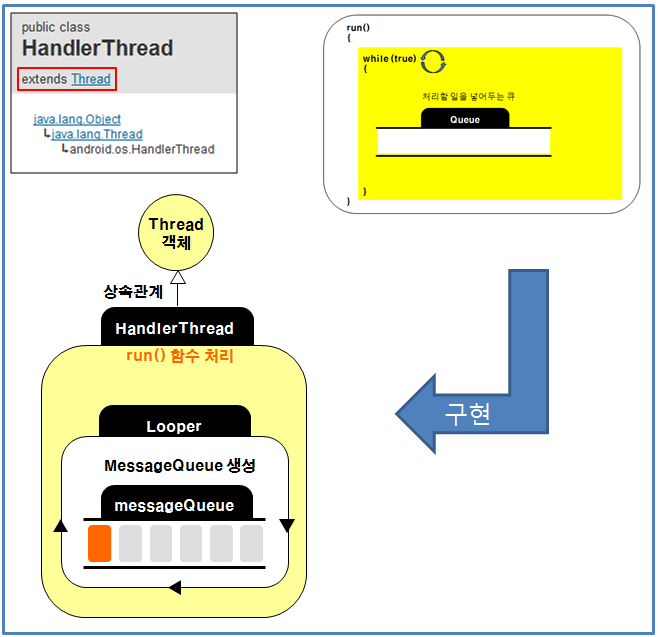 public class
HandlerThread
extends Thread
java.lang.Object
↳java.lang.Thread
↳android.os.HandlerThread
run()
{
while (true)
{
처리할 일을 넣어두는 큐
Queue
}
}
Thread
객체
상속관계
HandlerThread
run() 함수 처리
Looper
MessageQueue 생성
messageQueue
구현